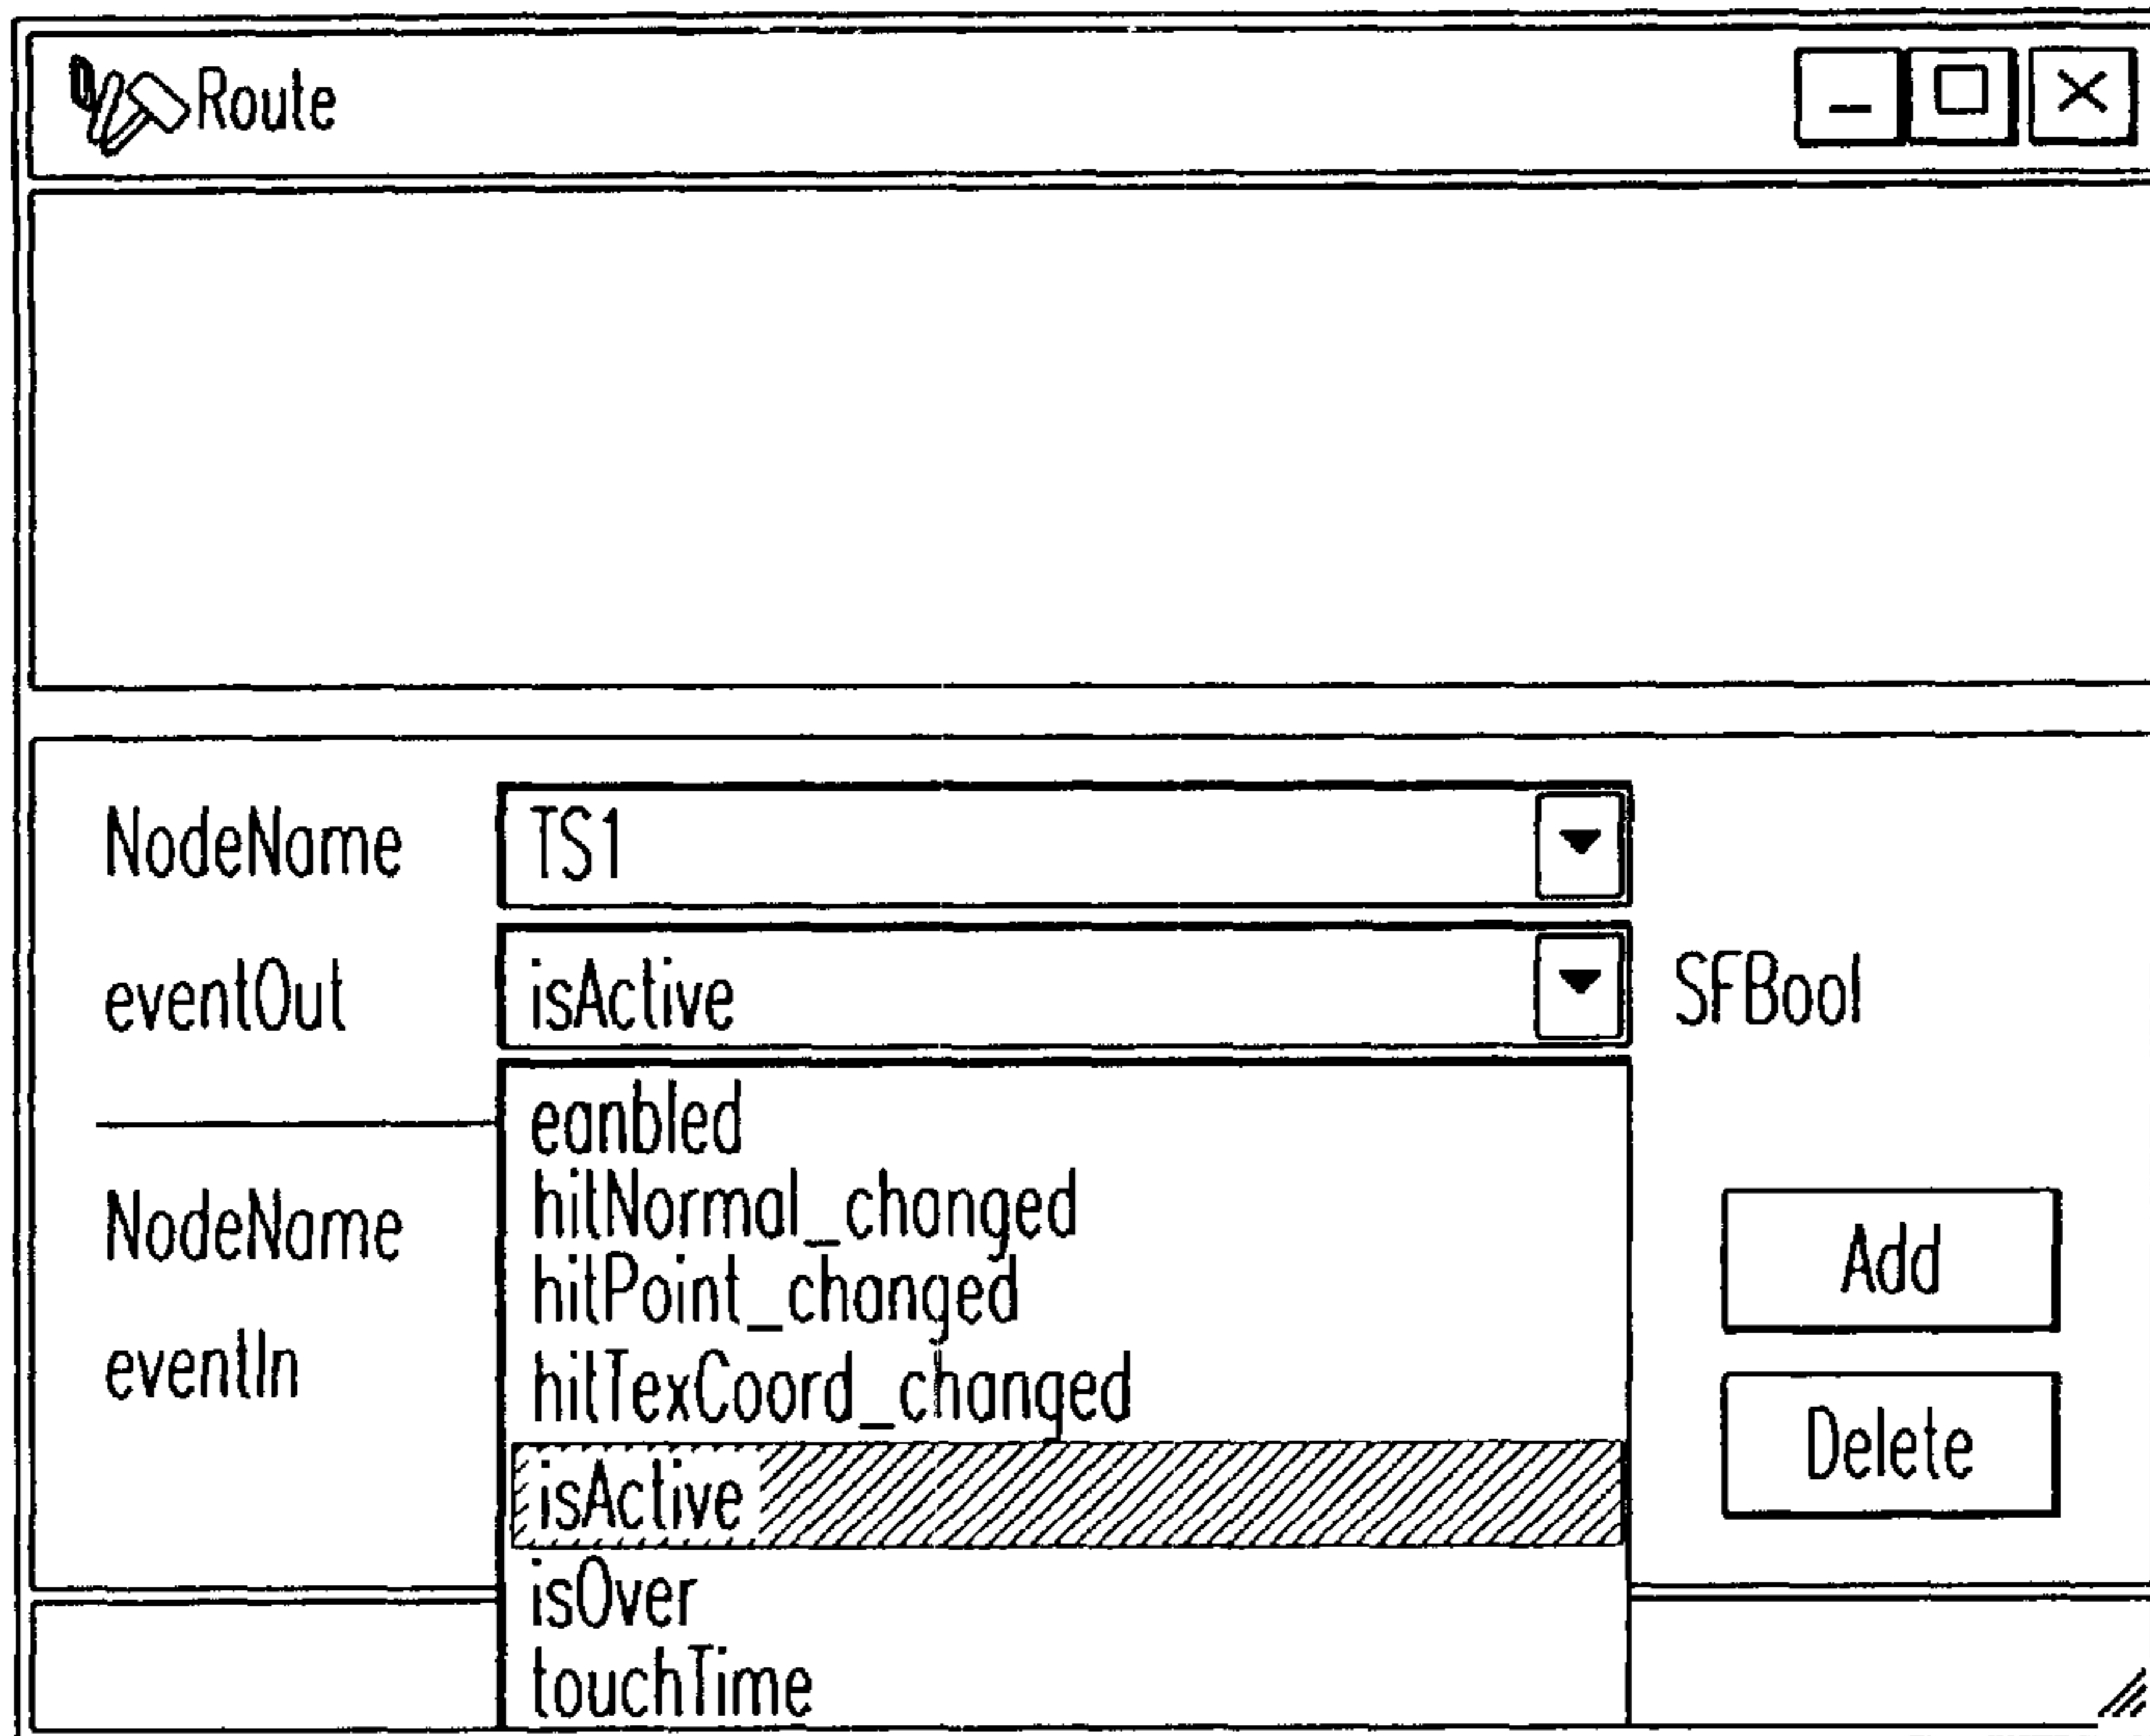 Route
NodeName TS1
eventOut isActive SFBool
eanbled
hitNormal_changed
NodeName
Add
hitPoint_changed
eventIn
hitTexCoord_changed
Delete
isActive
isOver
touchTime